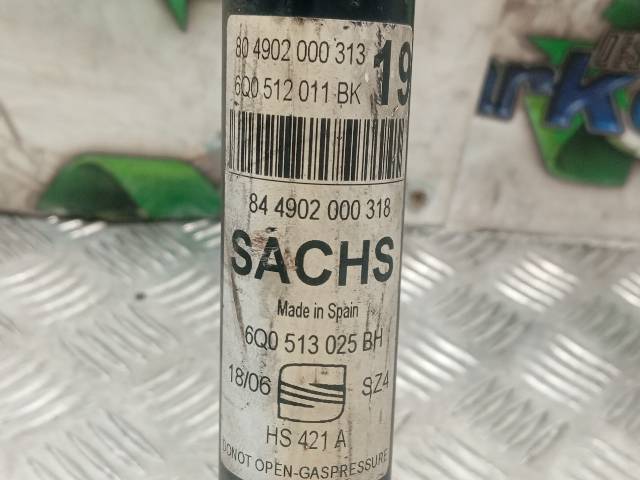 80 4902 000 313
19
6Q0 512 011 BK
84 4902 000 318
SACHS
Made in Spain
6Q0 513 025 BH
18/06
SZ4
HS 421 A
DONOT OPEN-GASPRESSURE